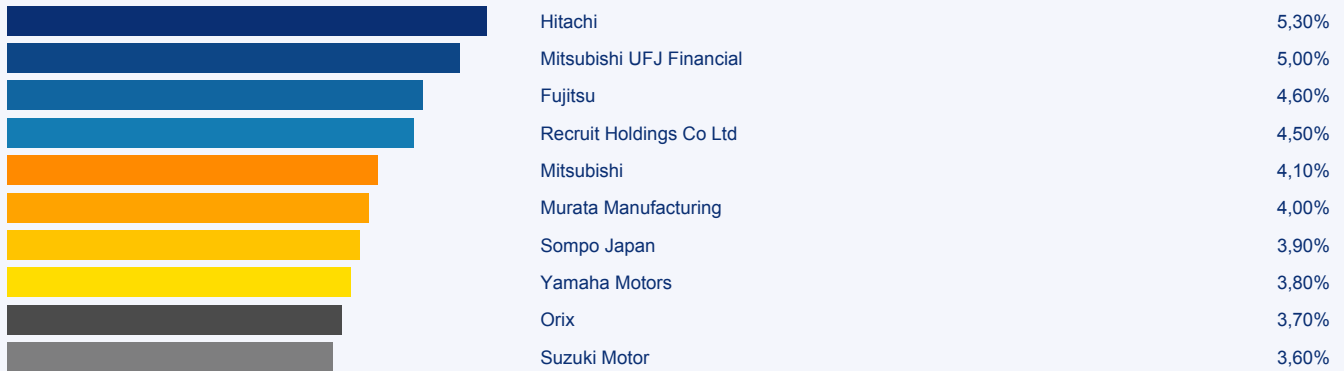 Hitachi 5,30%
Mitsubishi UFJ Financial 5,00%
Fujitsu 4,60%
Recruit Holdings Co Ltd 4,50%
Mitsubishi 4,10%
Murata Manufacturing 4,00%
Sompo Japan 3,90%
Yamaha Motors 3,80%
Orix 3,70%
Suzuki Motor 3,60%